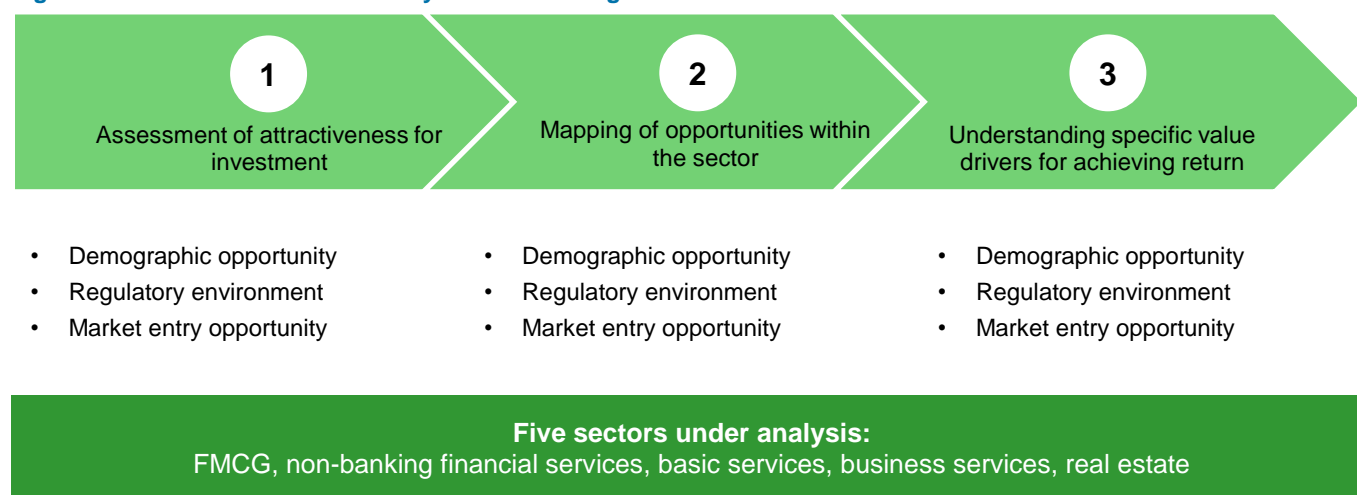 1
Assessment of attractiveness for
investment
2
Mapping of opportunities within
the sector
3
Understanding specific value
drivers for achieving return
• Demographic opportunity
• Regulatory environment
• Market entry opportunity
• Demographic opportunity
• Regulatory environment
• Market entry opportunity
• Demographic opportunity
• Regulatory environment
• Market entry opportunity
Five sectors under analysis:
FMCG, non-banking financial services, basic services, business services, real estate